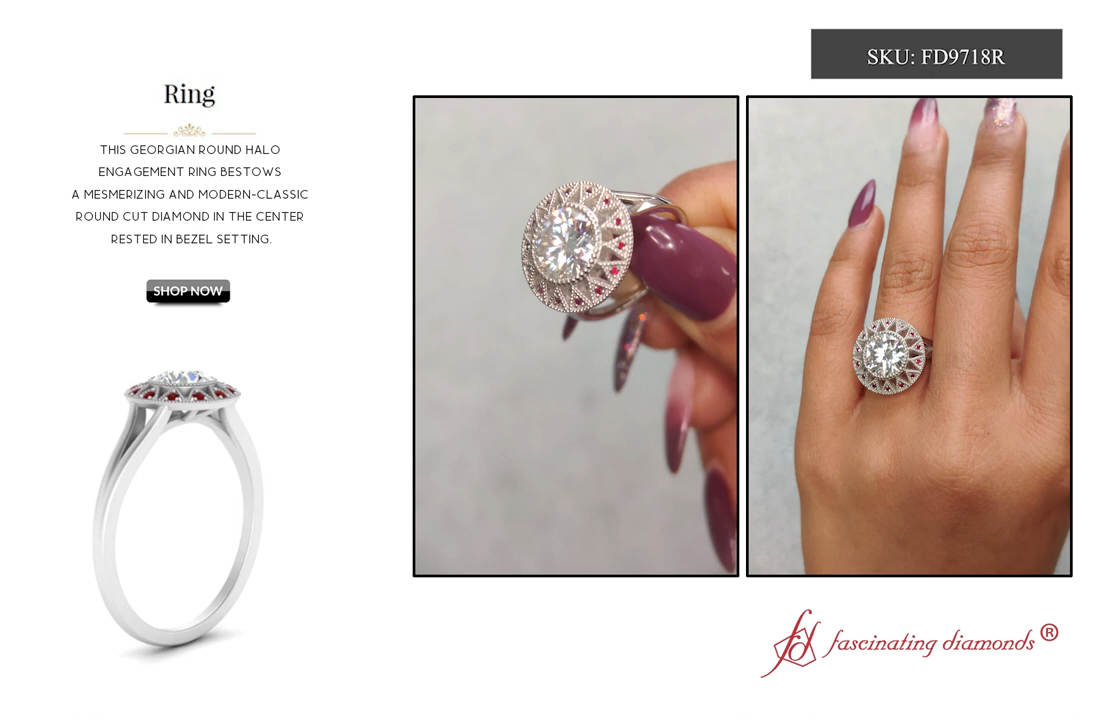 SKU: FD9718R
Ring
THIS GEORGIAN ROUND HALO
ENGAGEMENT RING BESTOWS
A MESMERIZING AND MODERN-CLASSIC
ROUND CUT DIAMOND IN THE CENTER
RESTED IN BEZEL SETTING.
SHOP NOW
fd fascinating diamonds ®